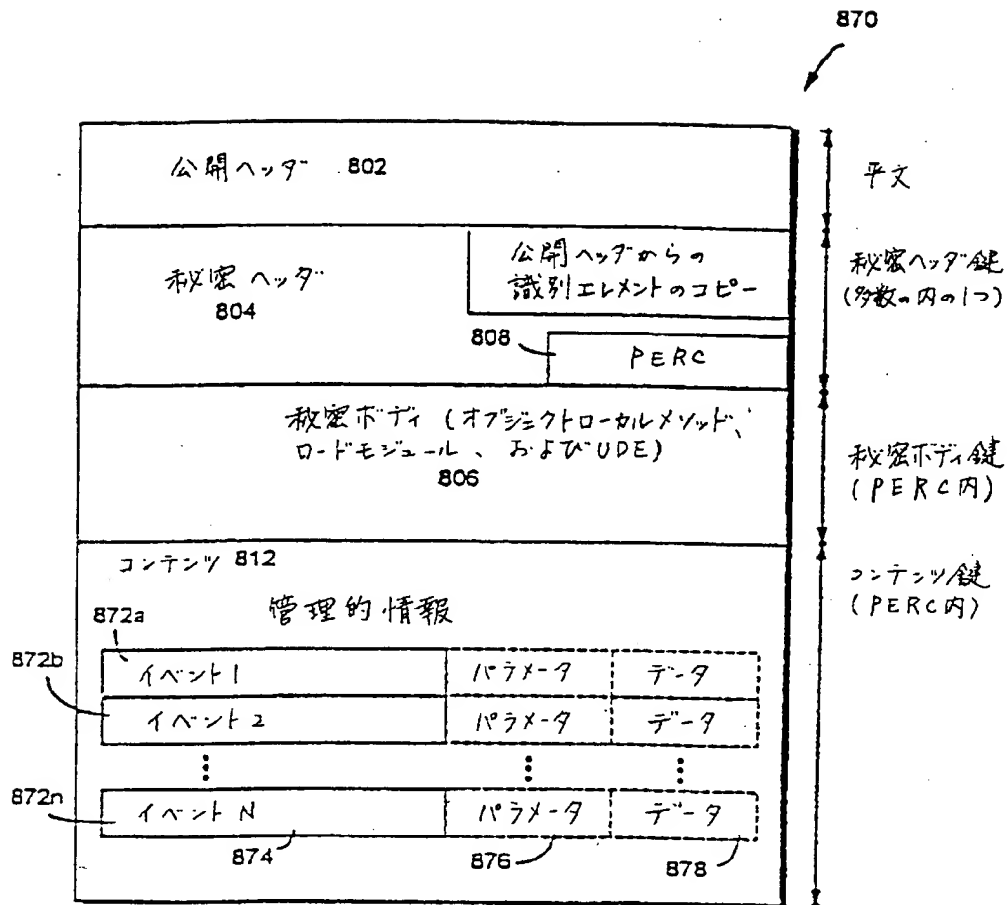 870
公開ヘッダ 802
平文
秘密ヘッダ
804
公開ヘッダからの
識別エレメントのコピー
秘密ヘッダ鍵
(多数の内の1つ)
808
PERC
秘密ボディ (オブジェクトローカルメソッド、
ロードモジュール、およびUDE)
806
秘密ボディ鍵
(PERC内)
コンテンツ 812
コンテンツ鍵
(PERC内)
管理的情報
872a
872b
イベント1 パラメータ データ
イベント2 パラメータ データ
872n
イベントN パラメータ データ
874 876 878